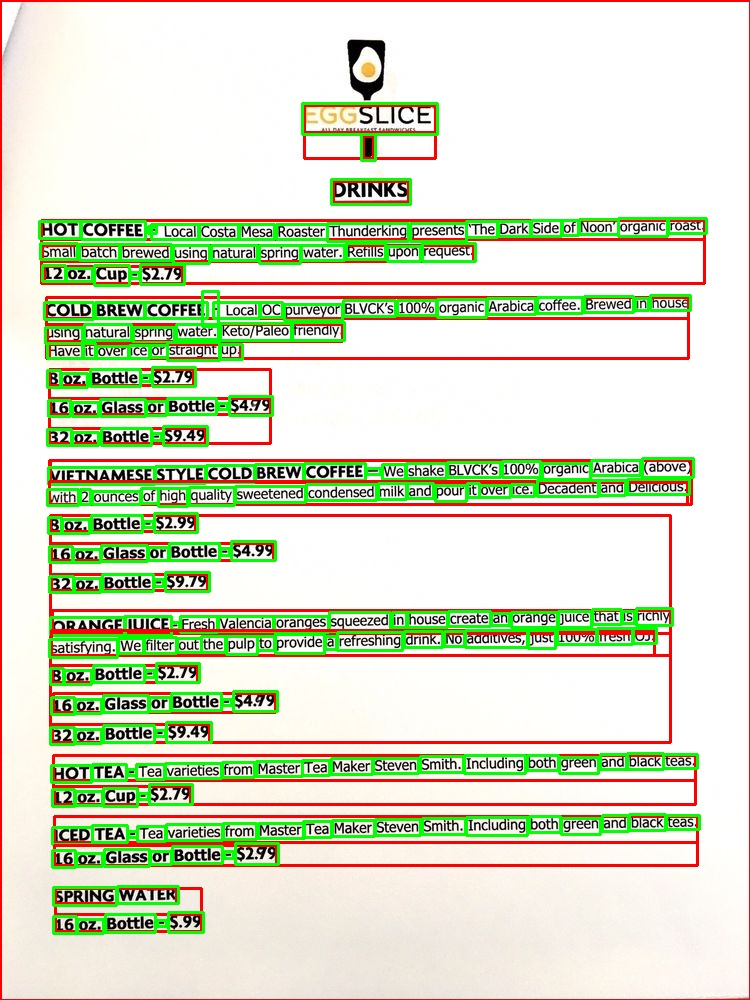 EGGSLICE
ALL DAY BREAKFAST SANDWICHES
DRINKS
HOT COFFEE - Local Costa Mesa Roaster Thunderking presents 'The Dark Side of Noon' organic roast.
Small batch brewed using natural spring water. Refills upon request.
12 oz. Cup - $2.79
COLD BREW COFFEE - Local OC purveyor BLVCK's 100% organic Arabica coffee. Brewed in house
using natural spring water. Keto/Paleo friendly.
Have it over ice or straight up.
8 oz. Bottle - $2.79
16 oz. Glass or Bottle - $4.79
32 oz. Bottle - $9.49
VIETNAMESE STYLE COLD BREW COFFEE — We shake BLVCK's 100% organic Arabica (above)
with 2 ounces of high quality sweetened condensed milk and pour it over ice. Decadent and Delicious.
8 oz. Bottle - $2.99
16 oz. Glass or Bottle - $4.99
32 oz. Bottle - $9.79
ORANGE JUICE - Fresh Valencia oranges squeezed in house create an orange juice that is richly
satisfying. We filter out the pulp to provide a refreshing drink. No additives, just 100% fresh OJ.
8 oz. Bottle - $2.79
16 oz. Glass or Bottle - $4.79
32 oz. Bottle - $9.49
HOT TEA - Tea varieties from Master Tea Maker Steven Smith. Including both green and black teas.
12 oz. Cup - $2.79
ICED TEA - Tea varieties from Master Tea Maker Steven Smith. Including both green and black teas.
16 oz. Glass or Bottle - $2.99
SPRING WATER
16 oz. Bottle - $.99